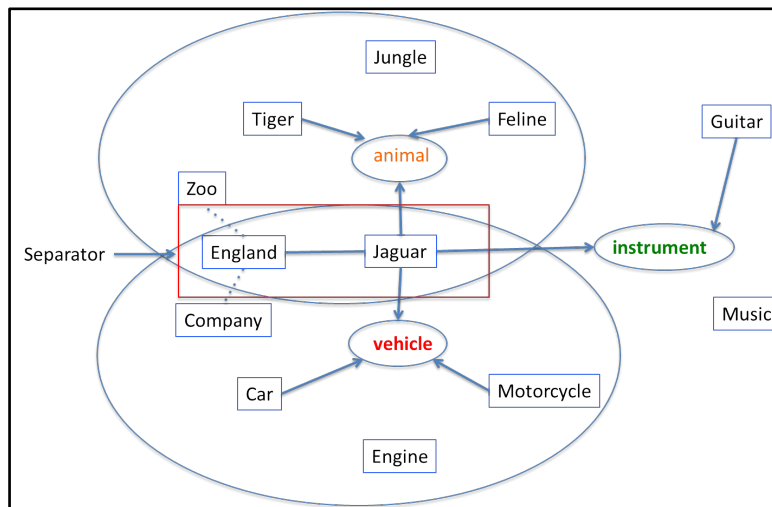 Jungle
Tiger
Feline
Guitar
animal
Zoo
Separator
England
Jaguar
instrument
Company
Music
vehicle
Car
Motorcycle
Engine